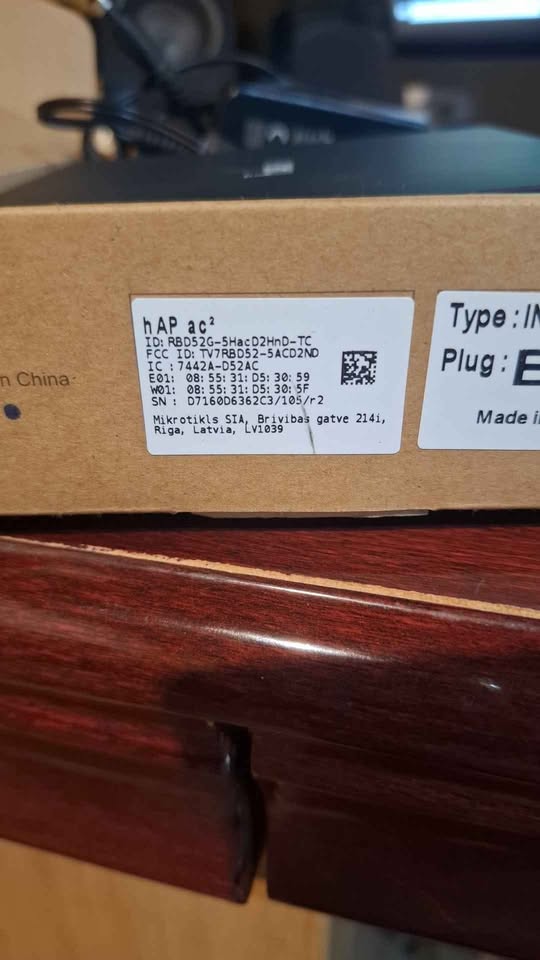 hAP ac²
ID: RBD52G-5HacD2HnD-TC
FCC ID: TV7RBD52-5ACD2ND
IC : 7442A-D52AC
E01: 08:55:31:D5:30:59
W01: 08:55:31:D5:30:5F
SN : D7160D6362C3/105/r2
Mikrotikls SIA, Brivibas gatve 214i,
Riga, Latvia, LV1039
n China
Type: IN
Plug: E
Made i